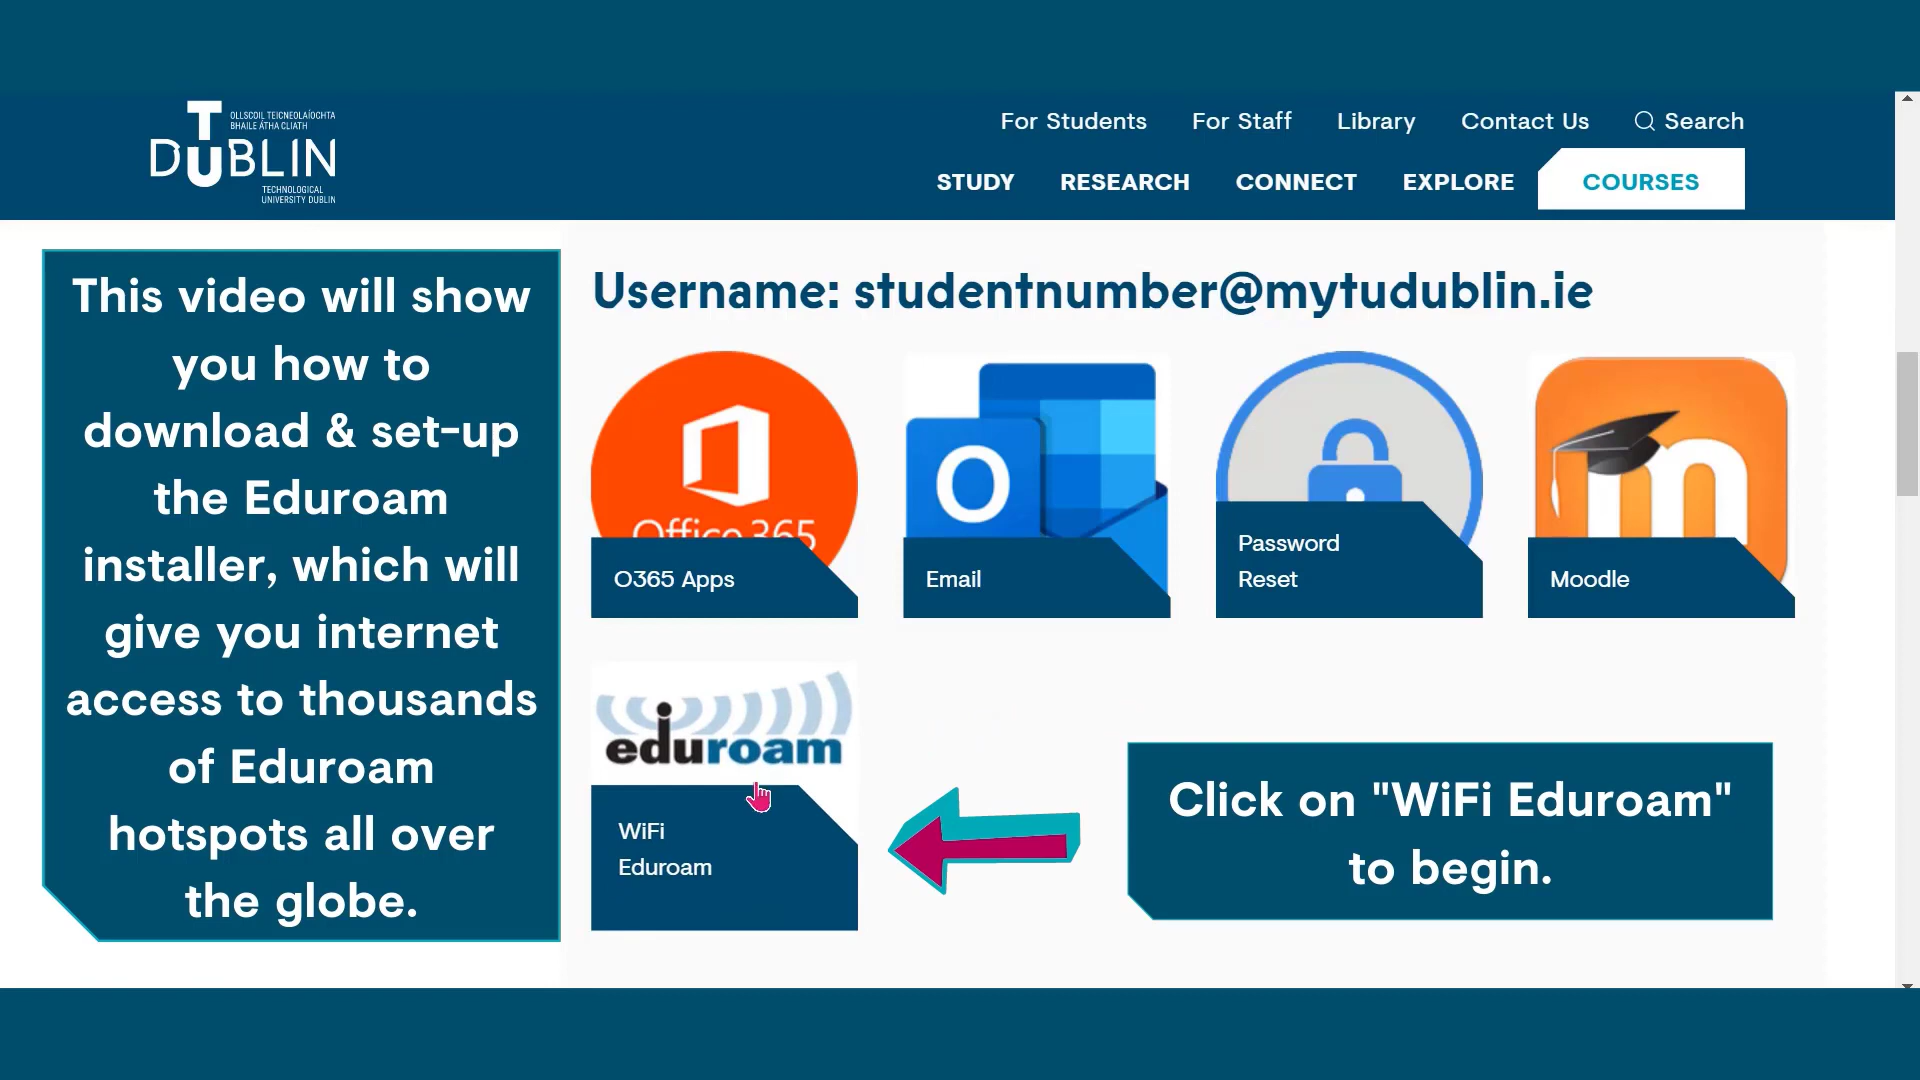 OLLSCOIL TEICNEOLAÍOCHTA
BHAILE ÁTHA CLIATH
TU DUBLIN
TECHNOLOGICAL
UNIVERSITY DUBLIN
For Students
For Staff
Library
Contact Us
Search
STUDY
RESEARCH
CONNECT
EXPLORE
COURSES
This video will show
you how to
download & set-up
the Eduroam
installer, which will
give you internet
access to thousands
of Eduroam
hotspots all over
the globe.
Username: studentnumber@mytudublin.ie
Office 365
O365 Apps
O
Email
Password
Reset
m
Moodle
eduroam
WiFi
Eduroam
Click on "WiFi Eduroam"
to begin.